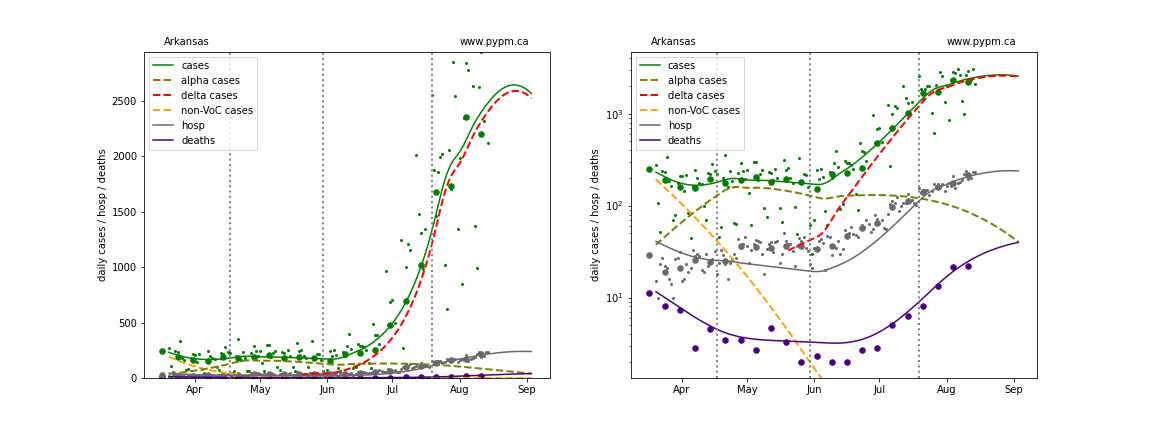 Arkansas www.pypm.ca
cases
alpha cases
delta cases
non-VoC cases
hosp
deaths
daily cases / hosp / deaths
2500
2000
1500
1000
500
0
Apr May Jun Jul Aug Sep
Arkansas www.pypm.ca
cases
alpha cases
delta cases
non-VoC cases
hosp
deaths
daily cases / hosp / deaths
10³
10²
10¹
Apr May Jun Jul Aug Sep